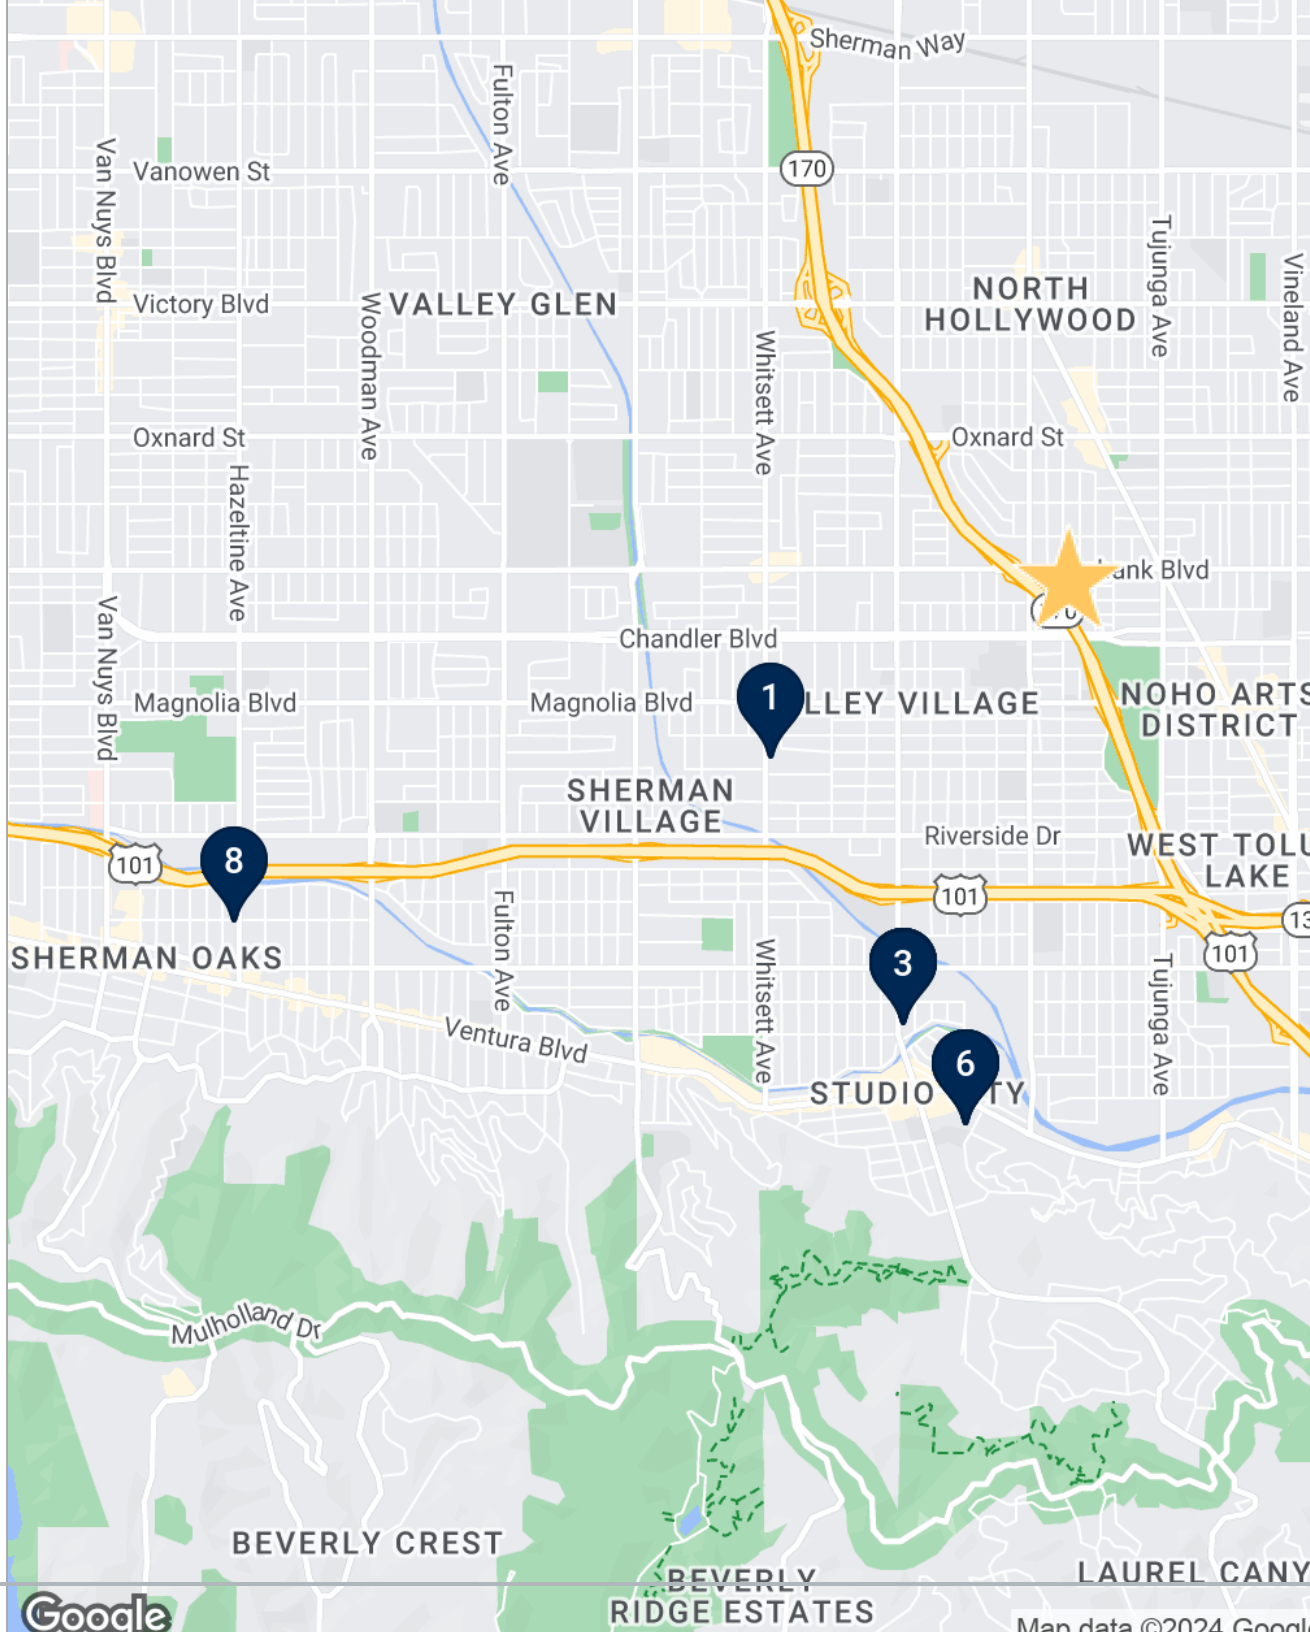 Sherman Way
Fulton Ave
Van Nuys Blvd
Vanowen St
170
Tujunga Ave
Vineland Ave
NORTH
HOLLYWOOD
Victory Blvd
Woodman Ave
VALLEY GLEN
Whitsett Ave
Oxnard St
Oxnard St
Hazeltine Ave
ank Blvd
Van Nuys Blvd
Chandler Blvd
Magnolia Blvd
Magnolia Blvd
1
LLEY VILLAGE
NOHO ARTS
DISTRICT
SHERMAN
VILLAGE
Riverside Dr
WEST TOLU
LAKE
8
101
101
13
101
Fulton Ave
Whitsett Ave
3
Tujunga Ave
SHERMAN OAKS
Ventura Blvd
6
STUDIO TY
Mulholland Dr
BEVERLY CREST
BEVERLY
RIDGE ESTATES
LAUREL CANY
Google
Map data ©2024 Google